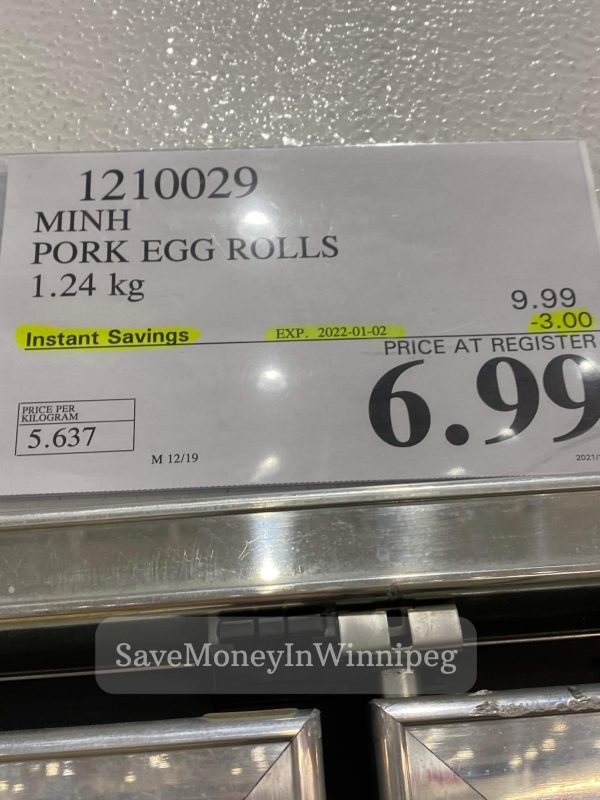 1210029
MINH
PORK EGG ROLLS
1.24 kg
9.99
Instant Savings EXP. 2022-01-02 -3.00
PRICE AT REGISTER
6.99
PRICE PER
KILOGRAM
5.637
M 12/19
2021/
SaveMoneyInWinnipeg